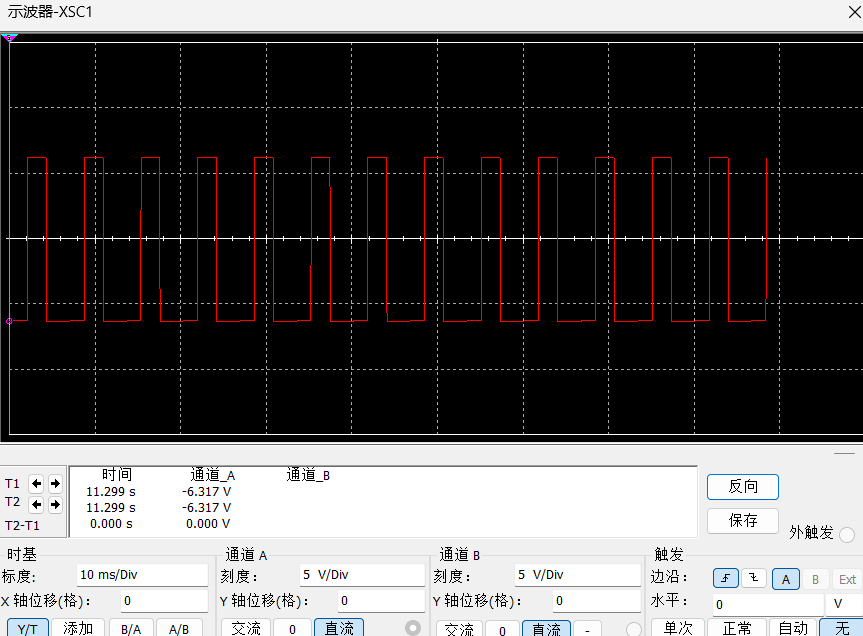 示波器-XSC1
时间 通道_A 通道_B
T1 11.299 s -6.317 V
T2 11.299 s -6.317 V
T2-T1 0.000 s 0.000 V
反向
保存
外触发
时基 通道 A 通道 B 触发
标度: 10 ms/Div 刻度: 5 V/Div 刻度: 5 V/Div 边沿: A B Ext
X 轴位移(格): 0 Y 轴位移(格): 0 Y 轴位移(格): 0 水平: 0 V
Y/T 添加 B/A A/B 交流 0 直流 交流 0 直流 - 单次 正常 自动 无